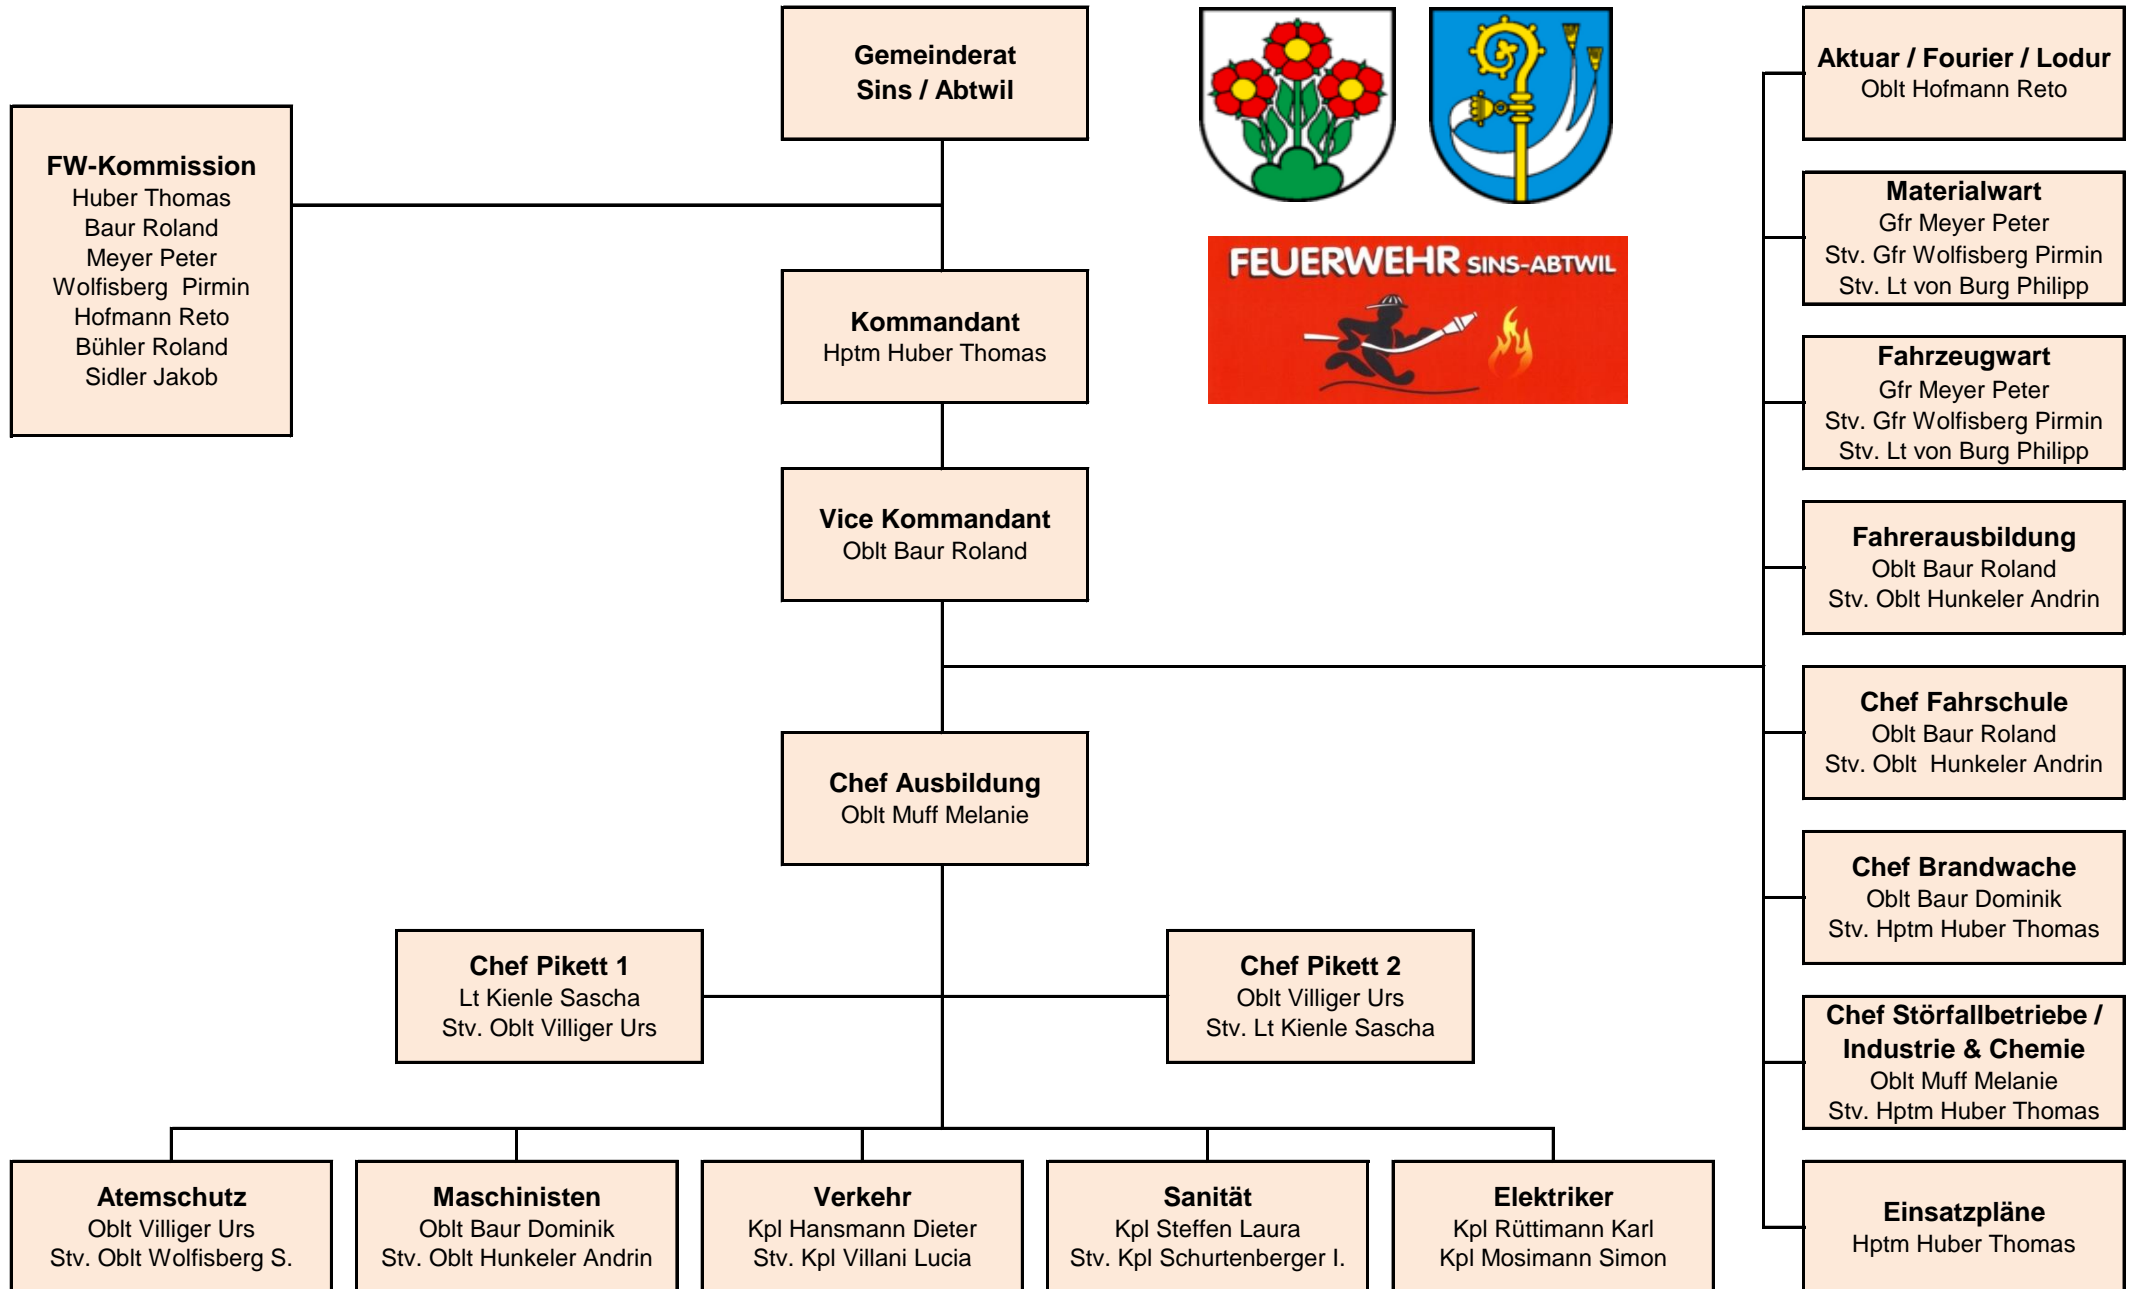 Gemeinderat
Sins / Abtwil
FW-Kommission
Huber Thomas
Baur Roland
Meyer Peter
Wolfisberg  Pirmin
Hofmann Reto
Bühler Roland
Sidler Jakob
FEUERWEHR SINS-ABTWIL
Kommandant
Hptm Huber Thomas
Vice Kommandant
Oblt Baur Roland
Chef Ausbildung
Oblt Muff Melanie
Chef Pikett 1
Lt Kienle Sascha
Stv. Oblt Villiger Urs
Chef Pikett 2
Oblt Villiger Urs
Stv. Lt Kienle Sascha
Atemschutz
Oblt Villiger Urs
Stv. Oblt Wolfisberg S.
Maschinisten
Oblt Baur Dominik
Stv. Oblt Hunkeler Andrin
Verkehr
Kpl Hansmann Dieter
Stv. Kpl Villani Lucia
Sanität
Kpl Steffen Laura
Stv. Kpl Schurtenberger I.
Elektriker
Kpl Rüttimann Karl
Kpl Mosimann Simon
Aktuar / Fourier / Lodur
Oblt Hofmann Reto
Materialwart
Gfr Meyer Peter
Stv. Gfr Wolfisberg Pirmin
Stv. Lt von Burg Philipp
Fahrzeugwart
Gfr Meyer Peter
Stv. Gfr Wolfisberg Pirmin
Stv. Lt von Burg Philipp
Fahrerausbildung
Oblt Baur Roland
Stv. Oblt Hunkeler Andrin
Chef Fahrschule
Oblt Baur Roland
Stv. Oblt  Hunkeler Andrin
Chef Brandwache
Oblt Baur Dominik
Stv. Hptm Huber Thomas
Chef Störfallbetriebe /
Industrie & Chemie
Oblt Muff Melanie
Stv. Hptm Huber Thomas
Einsatzpläne
Hptm Huber Thomas